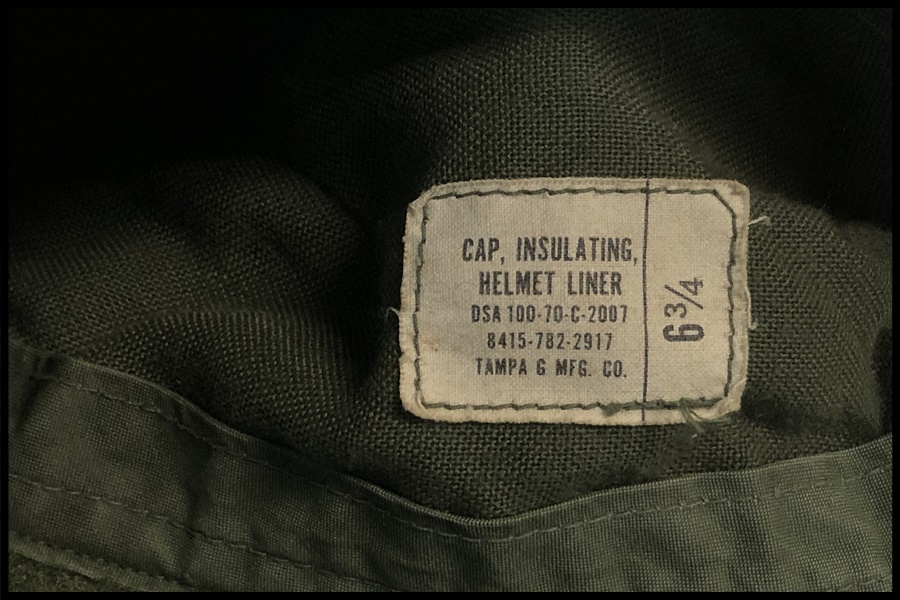 CAP, INSULATING,
HELMET LINER
DSA 100-70-C-2007
8415-782-2917
TAMPA G MFG. CO.
6 3/4